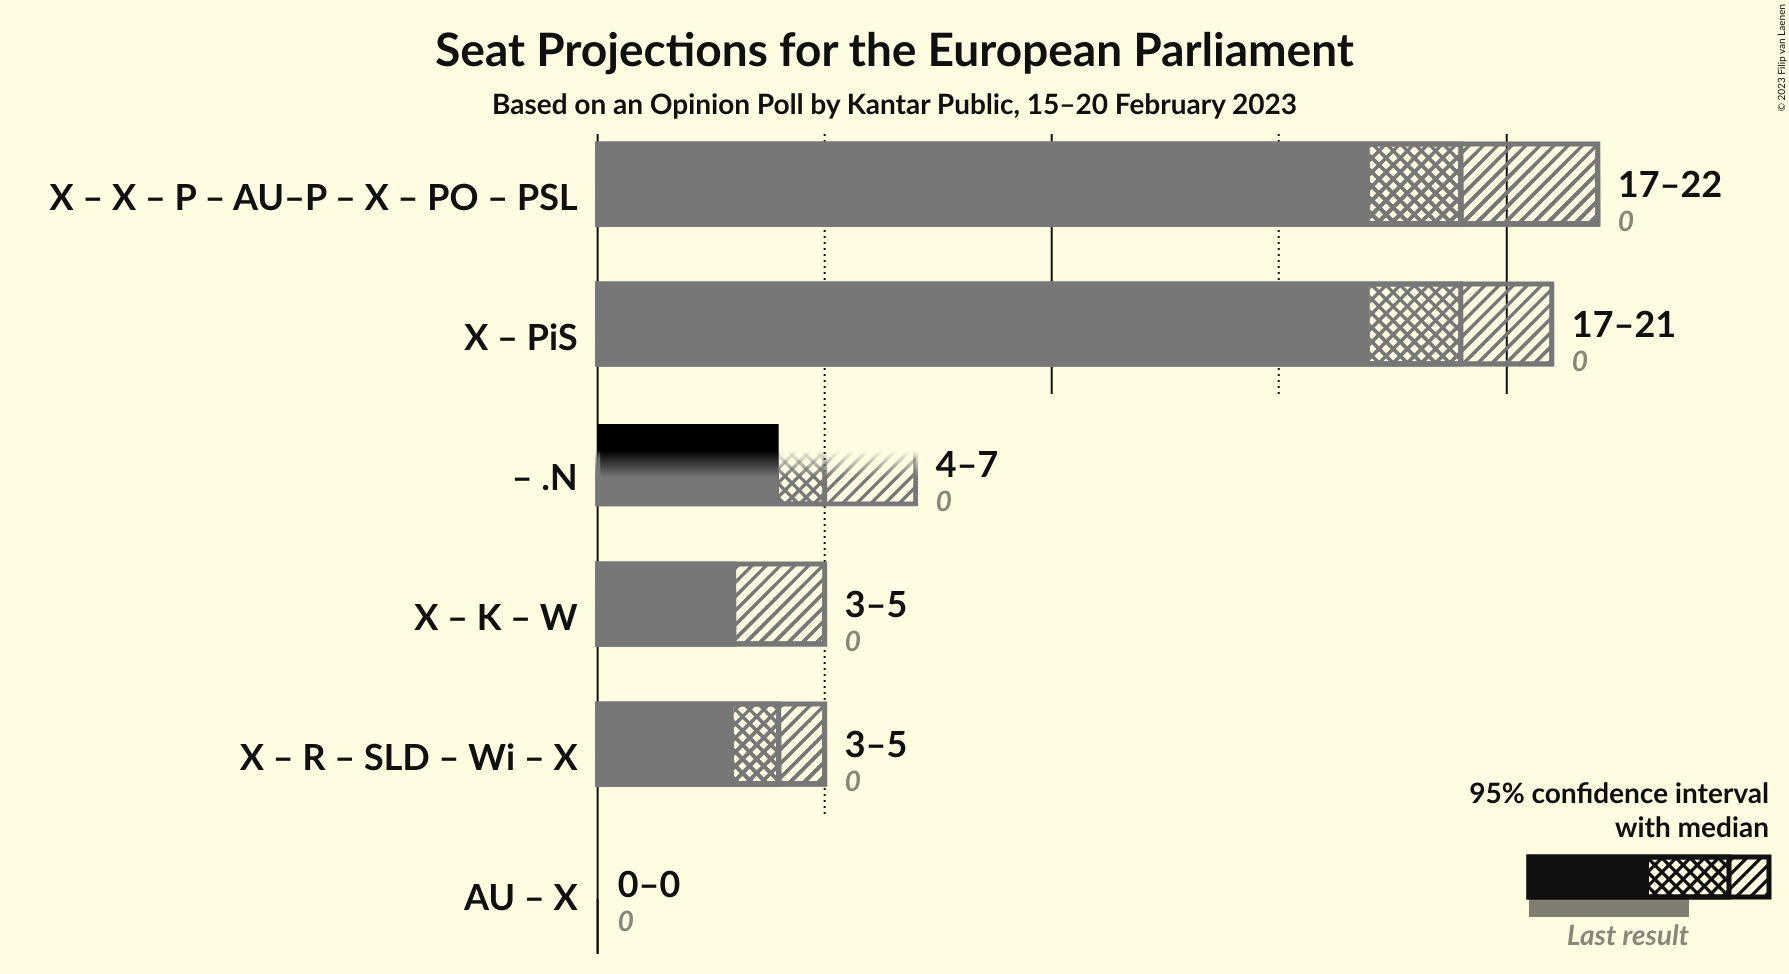 Seat Projections for the European Parliament
Based on an Opinion Poll by Kantar Public, 15–20 February 2023
© 2023 Filip van Laenen
X – X – P – AU–P – X – PO – PSL
17–22
0
X – PiS
17–21
0
– .N
4–7
0
X – K – W
3–5
0
X – R – SLD – Wi – X
3–5
0
AU – X
0–0
0
95% confidence interval
with median
Last result